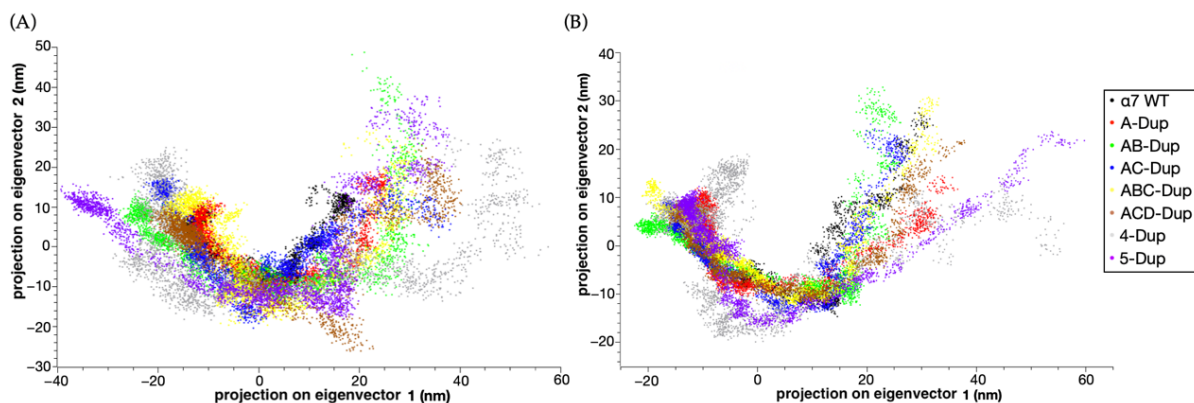 (A)
(B)
projection on eigenvector 2 (nm)
50
40
30
20
10
0
−10
−20
−30
−40
−20
0
20
40
60
projection on eigenvector 1 (nm)
projection on eigenvector 2 (nm)
40
30
20
10
0
−10
−20
−20
0
20
40
60
projection on eigenvector 1 (nm)
α7 WT
A-Dup
AB-Dup
AC-Dup
ABC-Dup
ACD-Dup
4-Dup
5-Dup